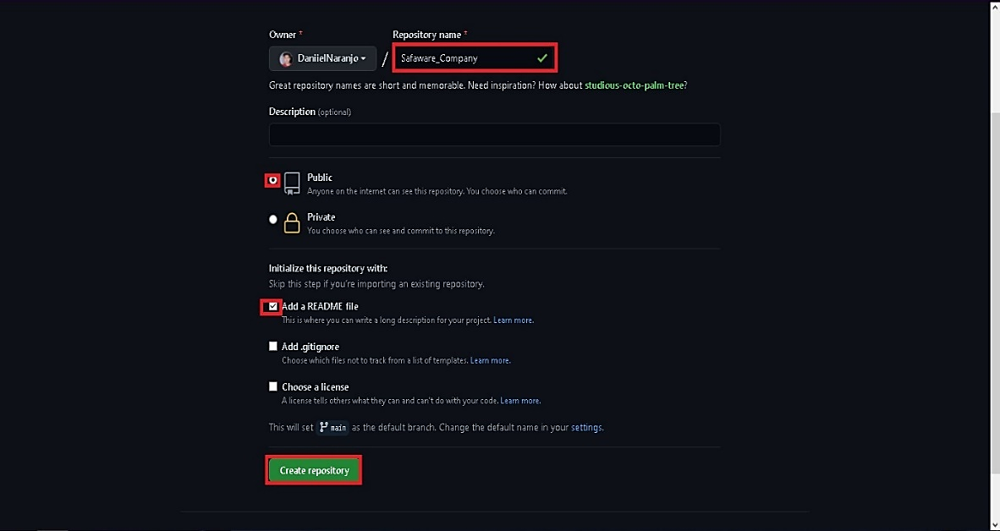 Owner *
Repository name *
DaniielNaranjo
/
Safaware_Company
Great repository names are short and memorable. Need inspiration? How about studious-octo-palm-tree?
Description (optional)
Public
Anyone on the internet can see this repository. You choose who can commit.
Private
You choose who can see and commit to this repository.
Initialize this repository with:
Skip this step if you're importing an existing repository.
Add a README file
This is where you can write a long description for your project. Learn more.
Add .gitignore
Choose which files not to track from a list of templates. Learn more.
Choose a license
A license tells others what they can and can't do with your code. Learn more.
This will set main as the default branch. Change the default name in your settings.
Create repository